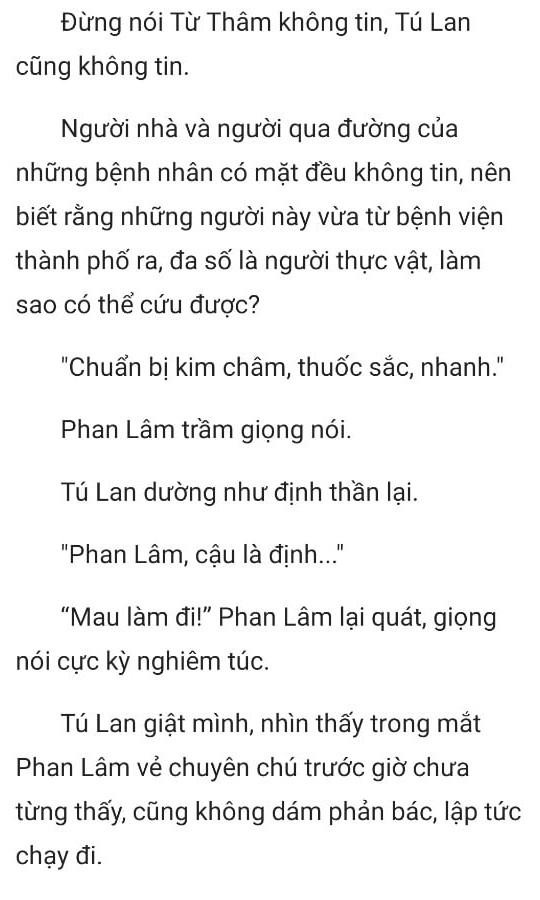 Đừng nói Từ Thâm không tin, Tú Lan
cũng không tin.
Người nhà và người qua đường của
những bệnh nhân có mặt đều không tin, nên
biết rằng những người này vừa từ bệnh viện
thành phố ra, đa số là người thực vật, làm
sao có thể cứu được?
"Chuẩn bị kim châm, thuốc sắc, nhanh."
Phan Lâm trầm giọng nói.
Tú Lan dường như định thần lại.
"Phan Lâm, cậu là định..."
“Mau làm đi!” Phan Lâm lại quát, giọng
nói cực kỳ nghiêm túc.
Tú Lan giật mình, nhìn thấy trong mắt
Phan Lâm vẻ chuyên chú trước giờ chưa
từng thấy, cũng không dám phản bác, lập tức
chạy đi.